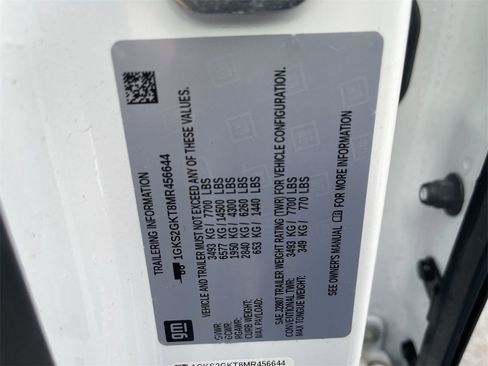 TRAILERING INFORMATION
1GKS2GKT8MR456644
VEHICLE AND TRAILER MUST NOT EXCEED ANY OF THESE VALUES.
GVWR: 3493 KG/ 7700 LBS
GCWR: 6577 KG/ 14500 LBS
RGAWR: 1950 KG/ 4300 LBS
CURB WEIGHT: 2840 KG/ 6260 LBS
MAX PAYLOAD: 653 KG/ 1440 LBS
SAE J2807 TRAILER WEIGHT RATING (TWR) FOR VEHICLE CONFIGURATION.
CONVENTIONAL TWR: 3493 KG/ 7700 LBS
MAX TONGUE WEIGHT: 349 KG/ 770 LBS
SEE OWNER'S MANUAL FOR MORE INFORMATION
gm
1GKS2GKT8MR456644